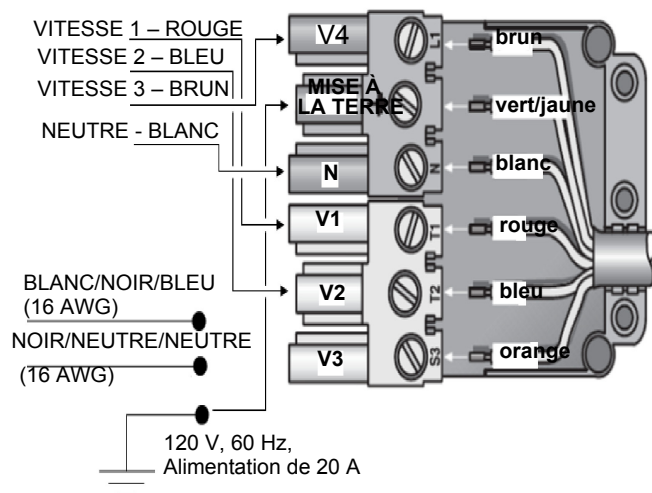 VITESSE 1 – ROUGE
VITESSE 2 – BLEU
VITESSE 3 – BRUN
NEUTRE - BLANC
BLANC/NOIR/BLEU
(16 AWG)
NOIR/NEUTRE/NEUTRE
(16 AWG)
120 V, 60 Hz,
Alimentation de 20 A
V4
MISE À
LA TERRE
N
V1
V2
V3
L1
N
T1
T2
S3
brun
vert/jaune
blanc
rouge
bleu
orange